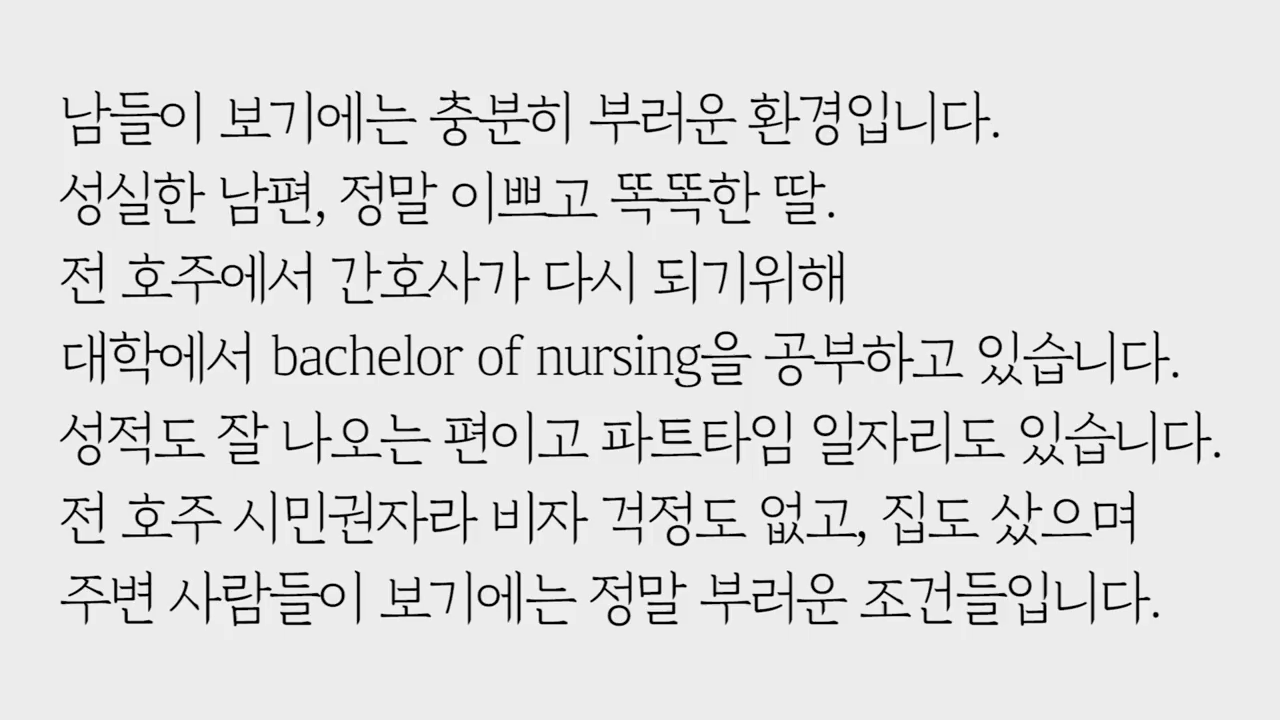 남들이 보기에는 충분히 부러운 환경입니다.
성실한 남편, 정말 이쁘고 똑똑한 딸.
전 호주에서 간호사가 다시 되기위해
대학에서 bachelor of nursing을 공부하고 있습니다.
성적도 잘 나오는 편이고 파트타임 일자리도 있습니다.
전 호주 시민권자라 비자 걱정도 없고, 집도 샀으며
주변 사람들이 보기에는 정말 부러운 조건들입니다.